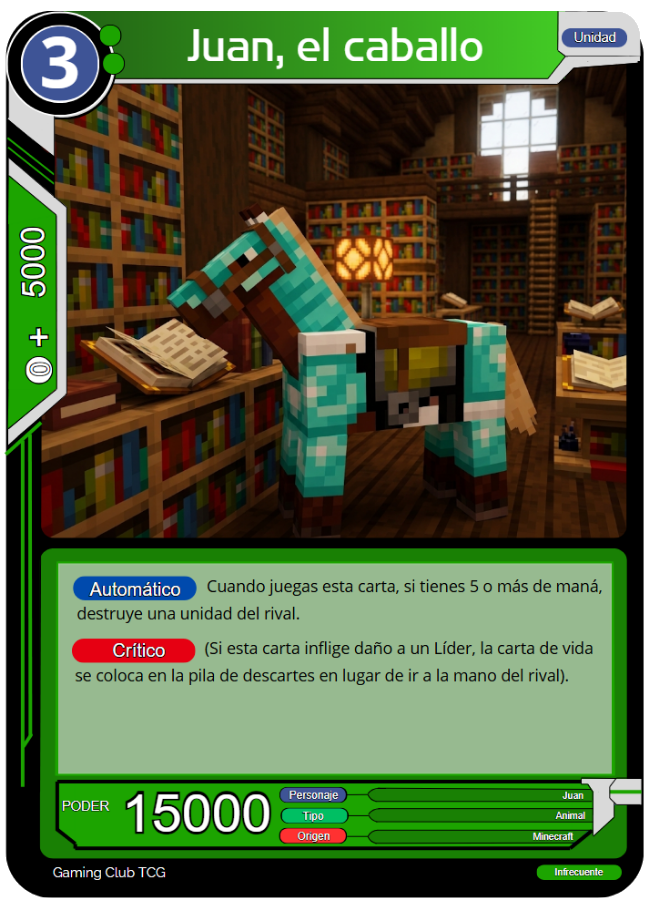 3
Juan, el caballo
Unidad
0 + 5000
Automático Cuando juegas esta carta, si tienes 5 o más de maná,
destruye una unidad del rival.
Crítico (Si esta carta inflige daño a un Líder, la carta de vida
se coloca en la pila de descartes en lugar de ir a la mano del rival).
PODER 15000
Personaje Juan
Tipo Animal
Origen Minecraft
Gaming Club TCG
Infrecuente